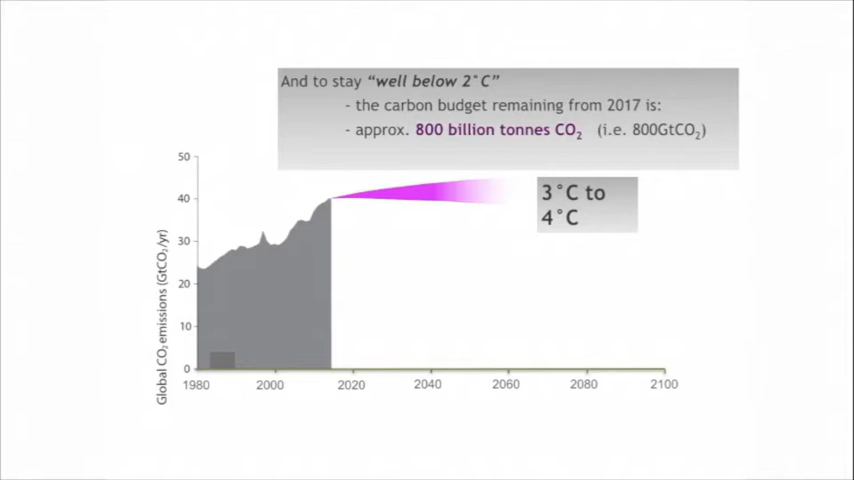 And to stay “well below 2°C”
- the carbon budget remaining from 2017 is:
- approx. 800 billion tonnes CO₂ (i.e. 800GtCO₂)
3°C to
4°C
Global CO₂ emissions (GtCO₂/yr)
50
40
30
20
10
0
1980 2000 2020 2040 2060 2080 2100